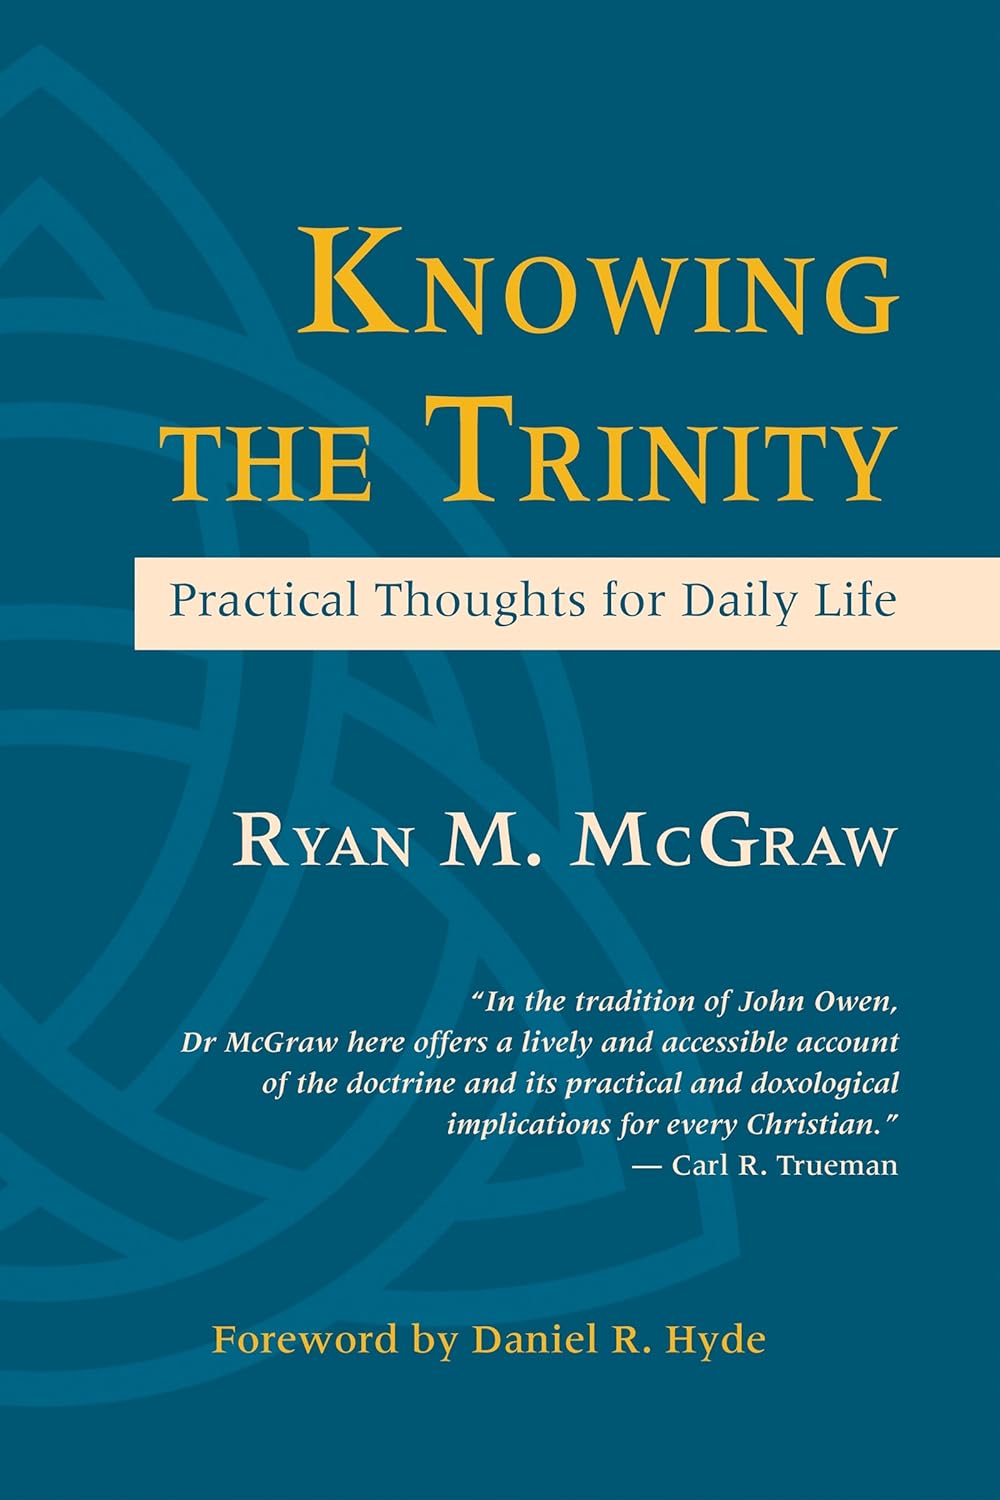 KNOWING
THE TRINITY
Practical Thoughts for Daily Life
RYAN M. MCGRAW
“In the tradition of John Owen,
Dr McGraw here offers a lively and accessible account
of the doctrine and its practical and doxological
implications for every Christian.”
— Carl R. Trueman
Foreword by Daniel R. Hyde